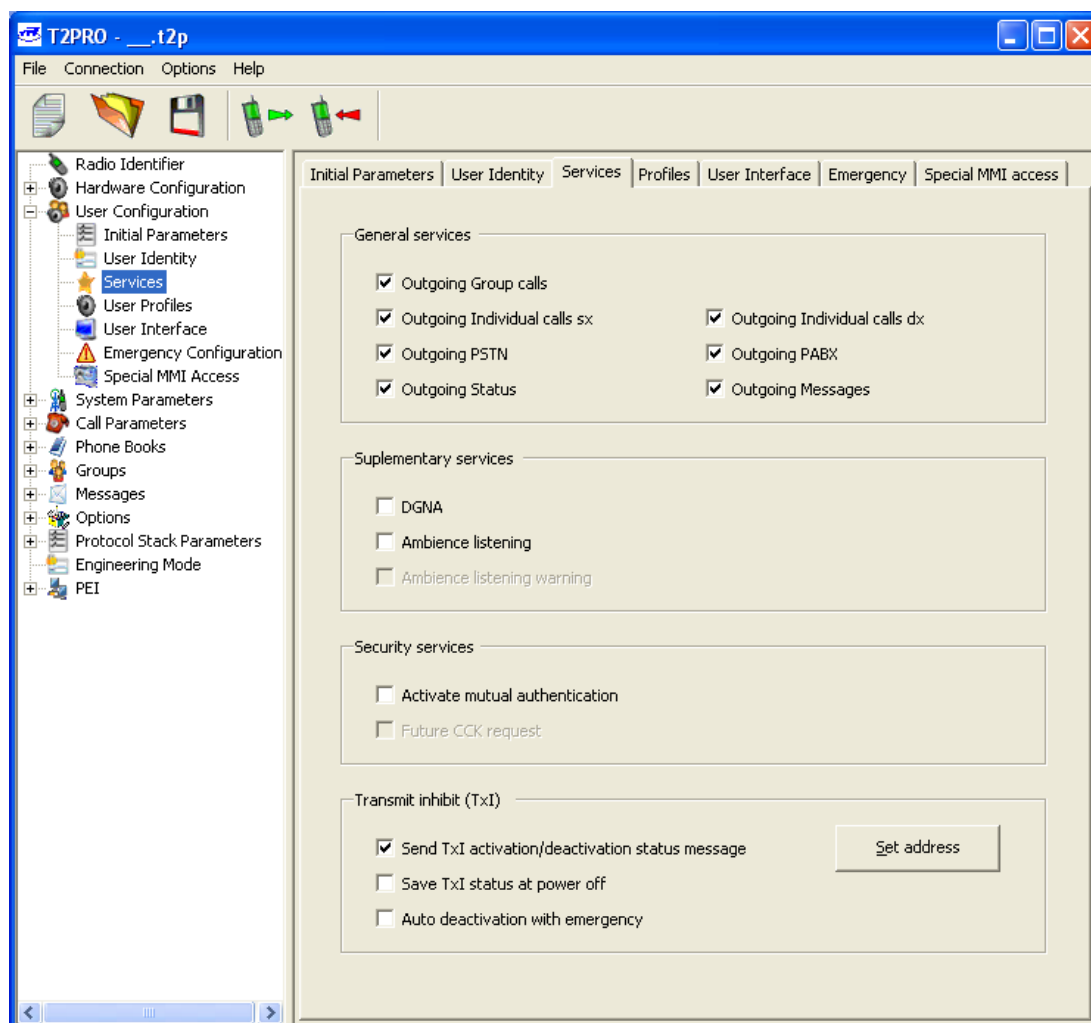 T2PRO - __.t2p
File Connection Options Help
Radio Identifier
Hardware Configuration
User Configuration
Initial Parameters
User Identity
Services
User Profiles
User Interface
Emergency Configuration
Special MMI Access
System Parameters
Call Parameters
Phone Books
Groups
Messages
Options
Protocol Stack Parameters
Engineering Mode
PEI
Initial Parameters User Identity Services Profiles User Interface Emergency Special MMI access
General services
Outgoing Group calls
Outgoing Individual calls sx Outgoing Individual calls dx
Outgoing PSTN Outgoing PABX
Outgoing Status Outgoing Messages
Suplementary services
DGNA
Ambience listening
Ambience listening warning
Security services
Activate mutual authentication
Future CCK request
Transmit inhibit (TxI)
Send TxI activation/deactivation status message Set address
Save TxI status at power off
Auto deactivation with emergency